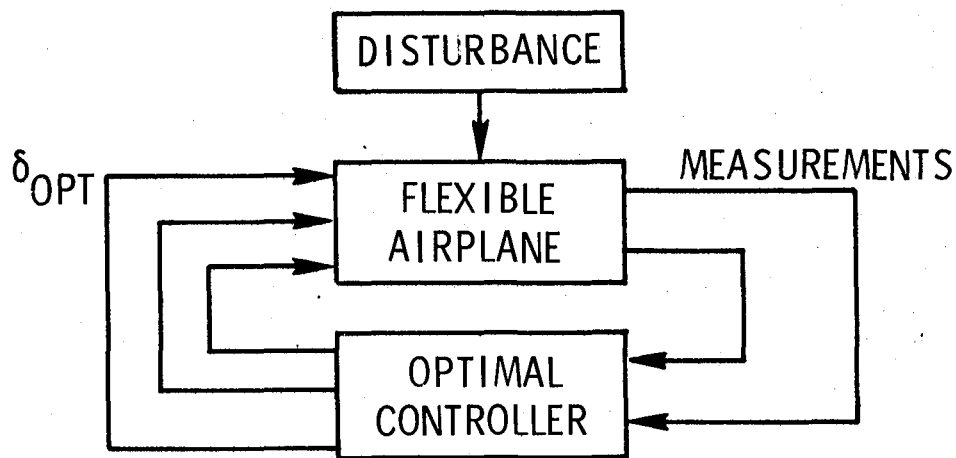 DISTURBANCE
δOPT
MEASUREMENTS
FLEXIBLE
AIRPLANE
OPTIMAL
CONTROLLER